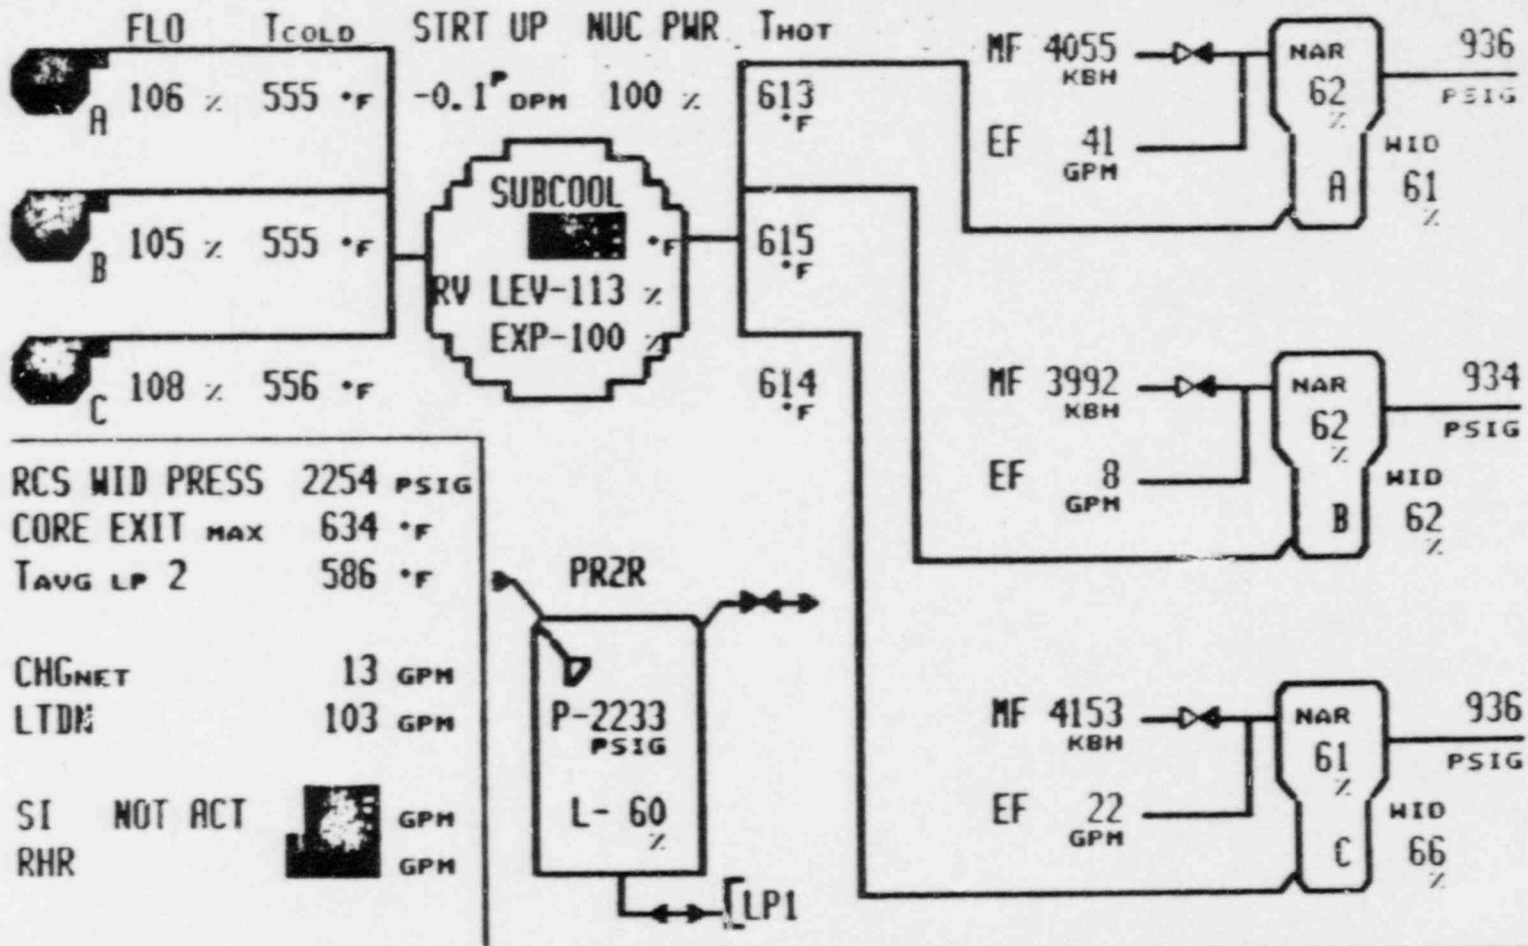 FLO TCOLD STRT UP NUC PWR THOT
A 106 % 555 °F -0.1 P DPM 100 % 613 °F
B 105 % 555 °F 615 °F
C 108 % 556 °F 614 °F
SUBCOOL
°F
RV LEV-113 %
EXP-100 %
MF 4055 KBH
EF 41 GPM
NAR 62 %
A
936 PSIG
WID 61 %
MF 3992 KBH
EF 8 GPM
NAR 62 %
B
934 PSIG
WID 62 %
MF 4153 KBH
EF 22 GPM
NAR 61 %
C
936 PSIG
WID 66 %
RCS WID PRESS 2254 PSIG
CORE EXIT MAX 634 °F
TAVG LP 2 586 °F
CHGNET 13 GPM
LTDN 103 GPM
SI NOT ACT GPM
RHR GPM
PRZR
P-2233
PSIG
L- 60
%
LP1